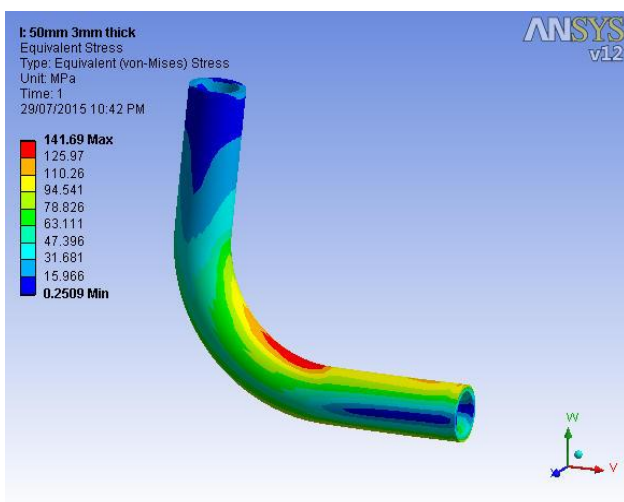 I: 50mm 3mm thick
Equivalent Stress
Type: Equivalent (von-Mises) Stress
Unit: MPa
Time: 1
29/07/2015 10:42 PM
ANSYS
v12
141.69 Max
125.97
110.26
94.541
78.826
63.111
47.396
31.681
15.966
0.2509 Min
W
V